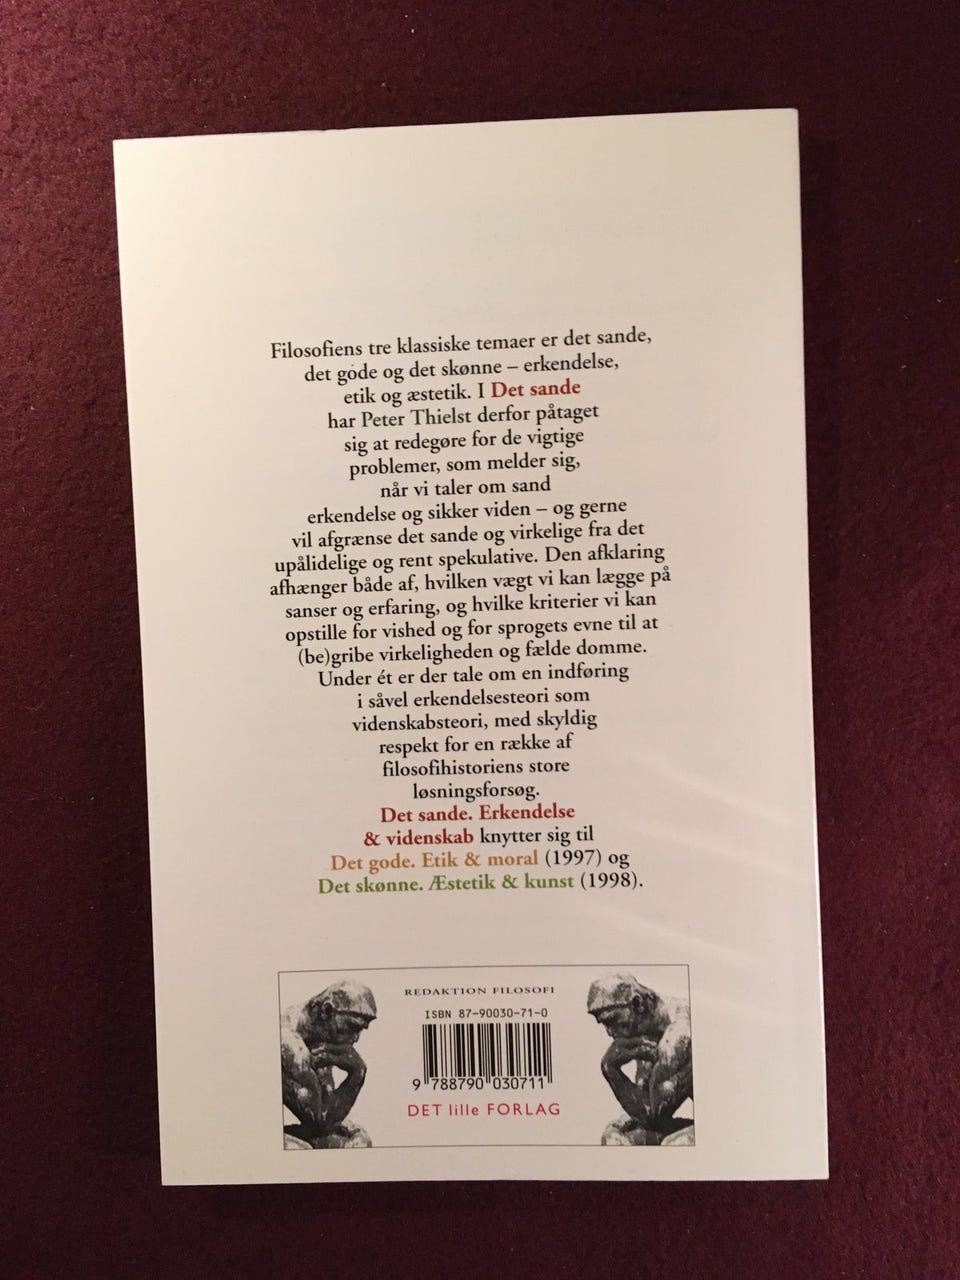 Filosofiens tre klassiske temaer er det sande,
det gode og det skønne – erkendelse,
etik og æstetik. I Det sande
har Peter Thielst derfor påtaget
sig at redegøre for de vigtige
problemer, som melder sig,
når vi taler om sand
erkendelse og sikker viden – og gerne
vil afgrænse det sande og virkelige fra det
upålidelige og rent spekulative. Den afklaring
afhænger både af, hvilken vægt vi kan lægge på
sanser og erfaring, og hvilke kriterier vi kan
opstille for vished og for sprogets evne til at
(be)gribe virkeligheden og fælde domme.
Under ét er der tale om en indføring
i såvel erkendelsesteori som
videnskabsteori, med skyldig
respekt for en række af
filosofihistoriens store
løsningsforsøg.
Det sande. Erkendelse
& videnskab knytter sig til
Det gode. Etik & moral (1997) og
Det skønne. Æstetik & kunst (1998).
REDAKTION FILOSOFI
ISBN 87-90030-71-0
9 788790 030711
DET lille FORLAG